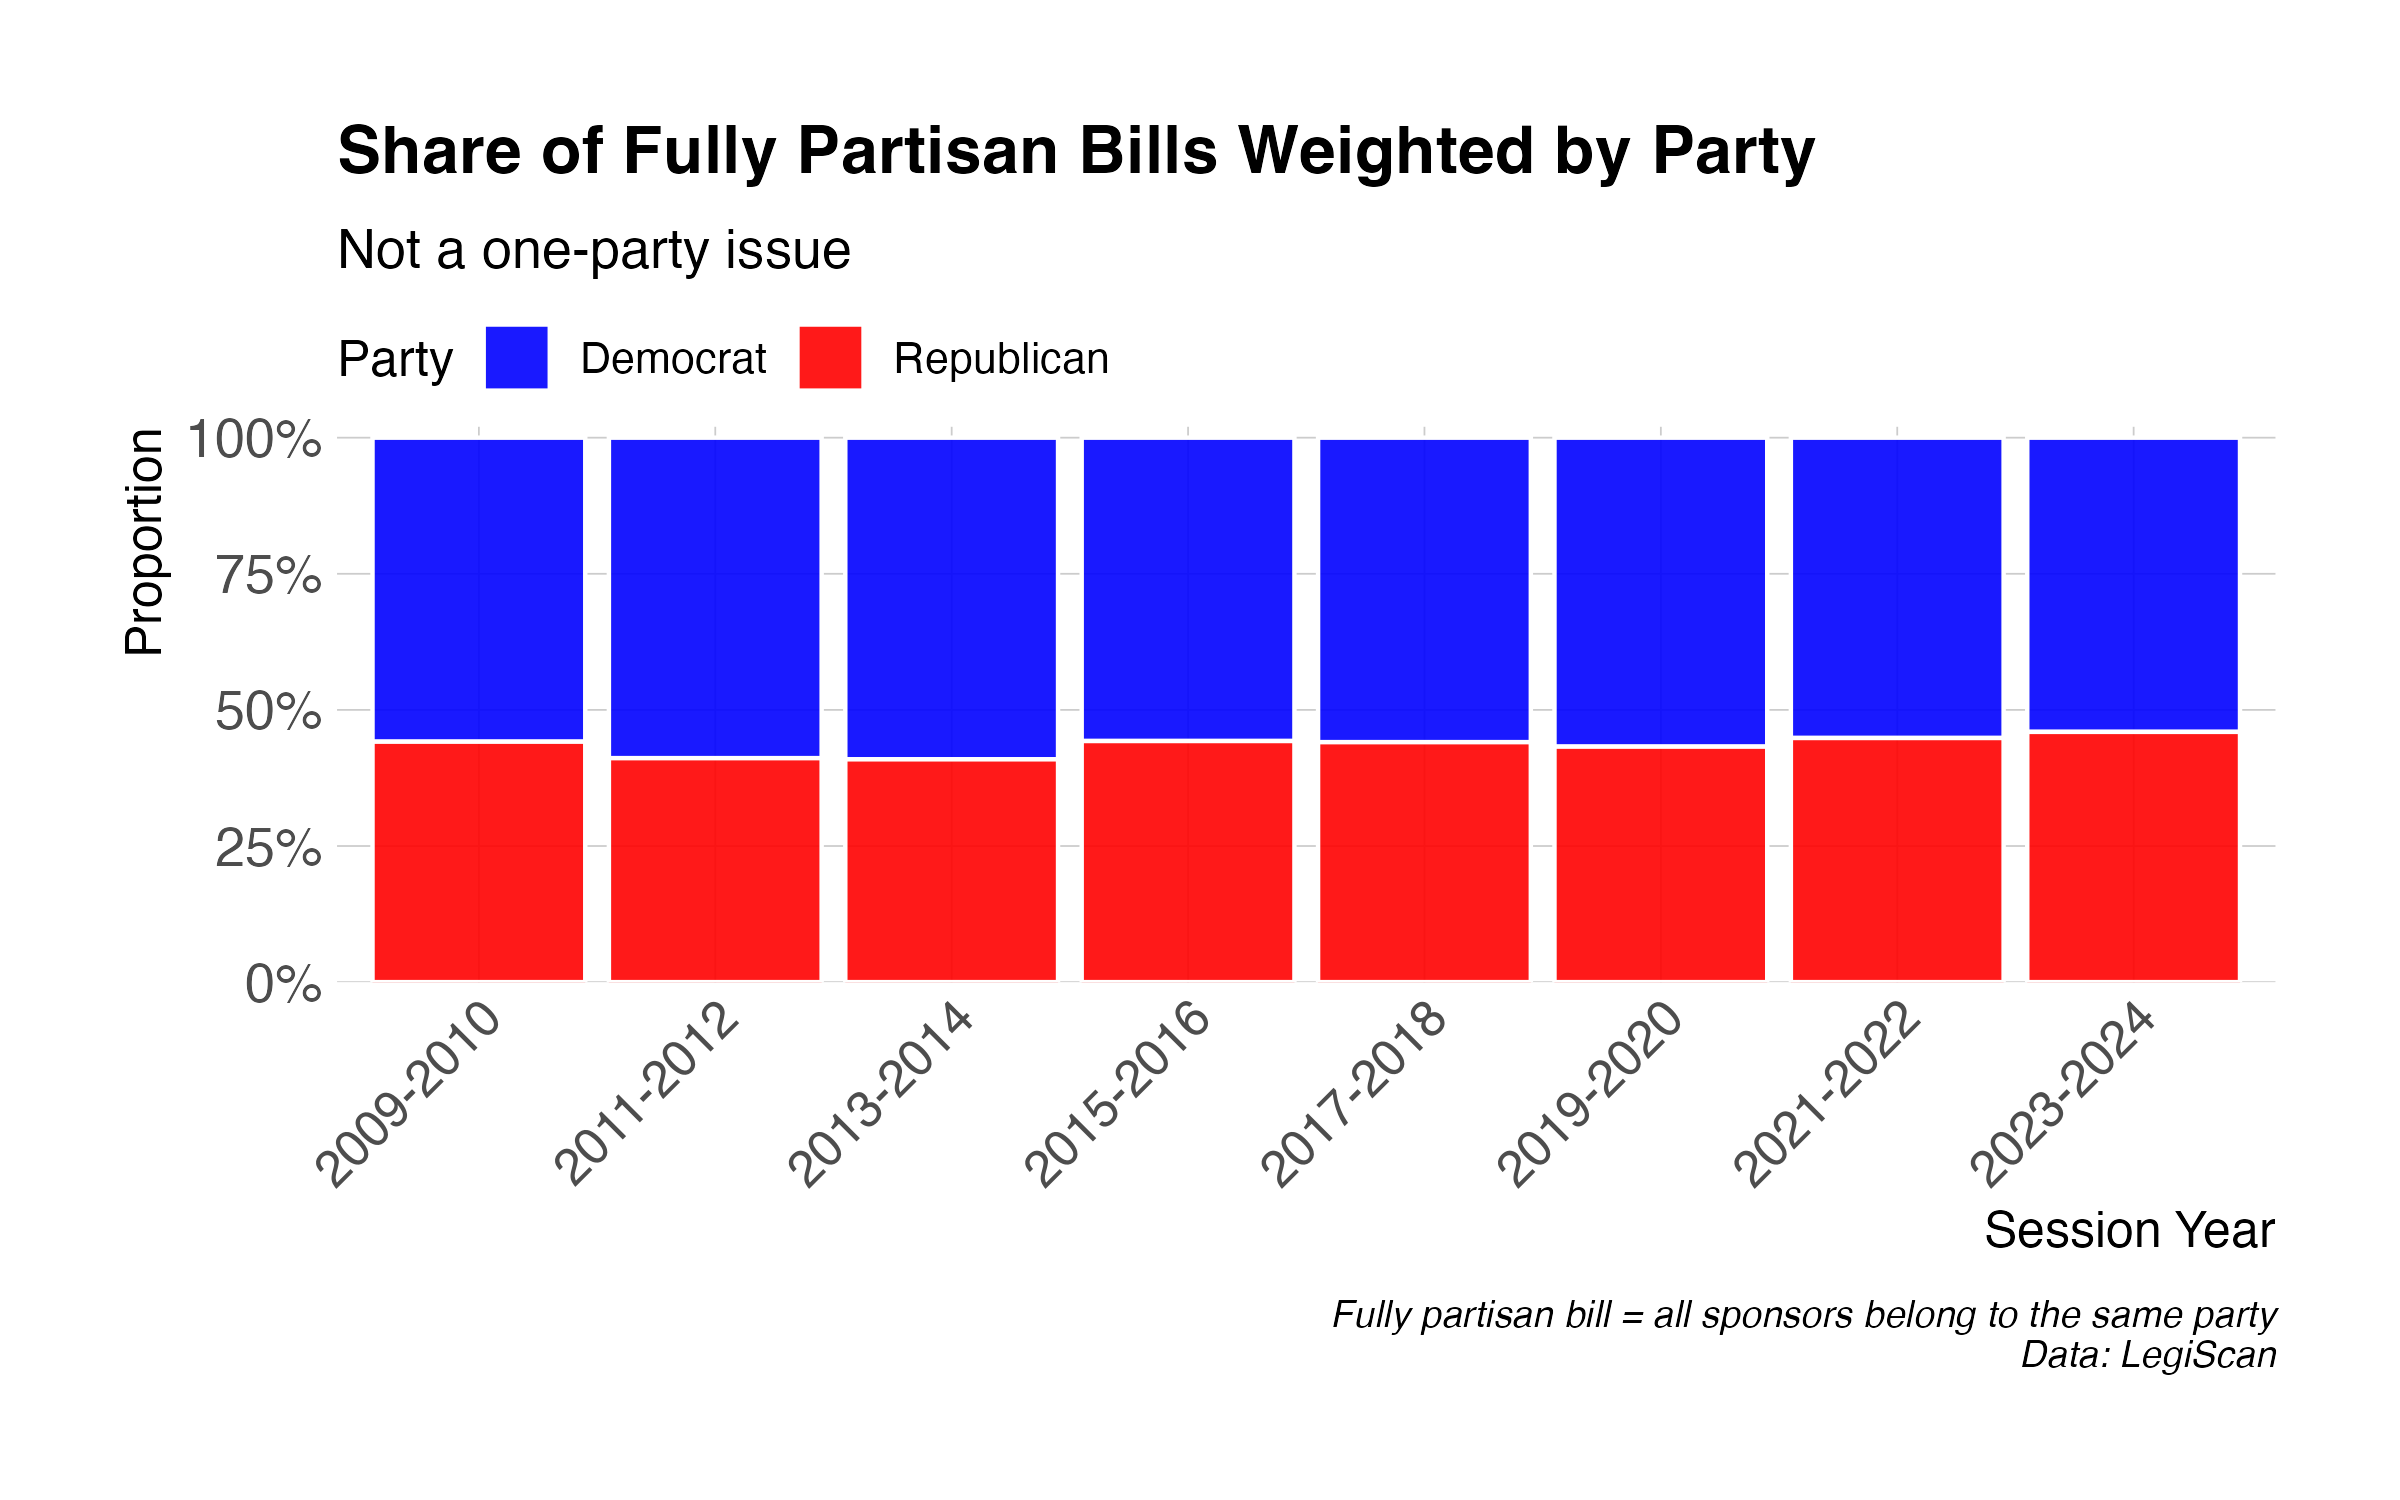 Share of Fully Partisan Bills Weighted by Party
Not a one-party issue
Party Democrat Republican
Proportion
100%
75%
50%
25%
0%
2009-2010
2011-2012
2013-2014
2015-2016
2017-2018
2019-2020
2021-2022
2023-2024
Session Year
Fully partisan bill = all sponsors belong to the same party
Data: LegiScan